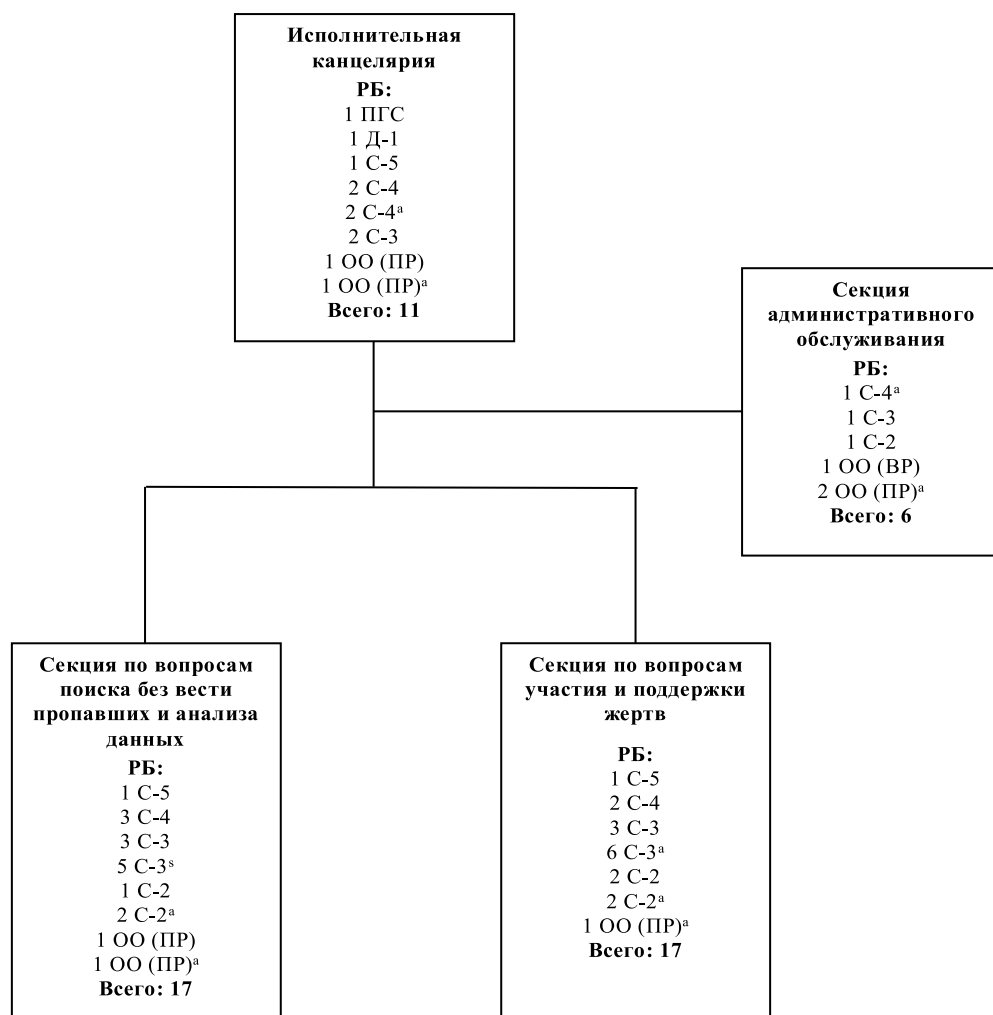 Исполнительная
канцелярия
РБ:
1 ПГС
1 Д-1
1 С-5
2 С-4
2 С-4ᵃ
2 С-3
1 ОО (ПР)
1 ОО (ПР)ᵃ
Всего: 11
Секция
административного
обслуживания
РБ:
1 С-4ᵃ
1 С-3
1 С-2
1 ОО (ВР)
2 ОО (ПР)ᵃ
Всего: 6
Секция по вопросам
поиска без вести
пропавших и анализа
данных
РБ:
1 С-5
3 С-4
3 С-3
5 С-3ˢ
1 С-2
2 С-2ᵃ
1 ОО (ПР)
1 ОО (ПР)ᵃ
Всего: 17
Секция по вопросам
участия и поддержки
жертв
РБ:
1 С-5
2 С-4
3 С-3
6 С-3ᵃ
2 С-2
2 С-2ᵃ
1 ОО (ПР)ᵃ
Всего: 17